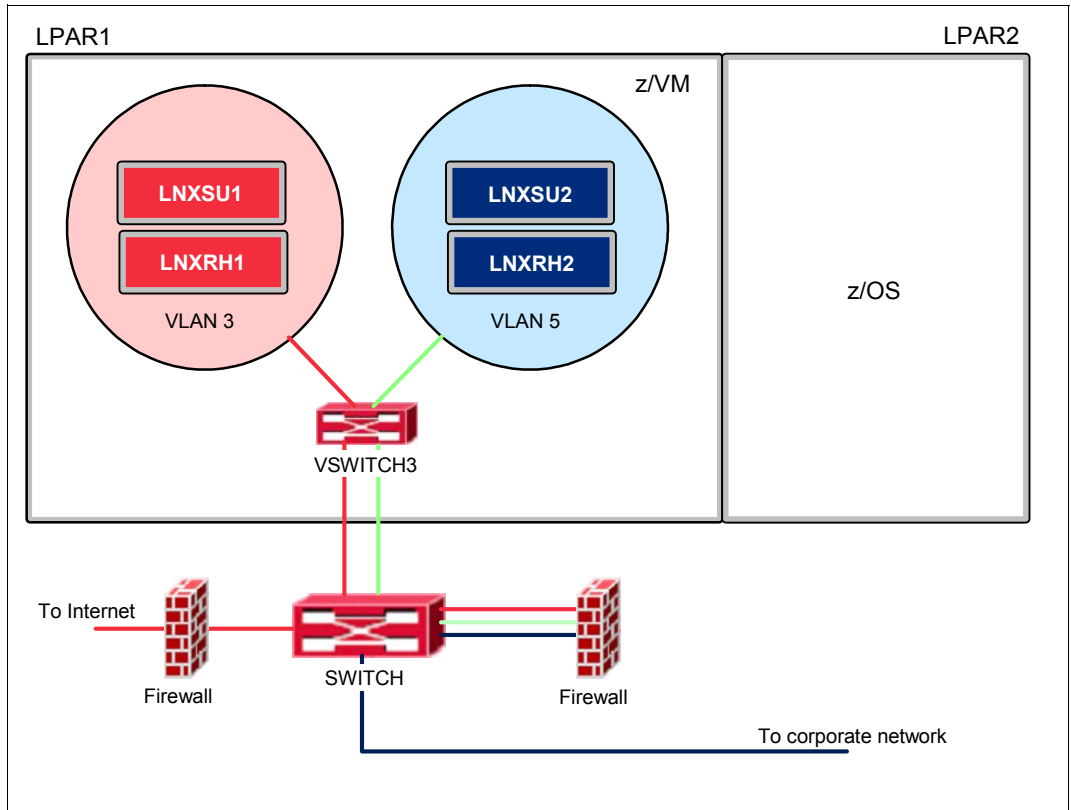 LPAR1
LPAR2
z/VM
LNXSU1
LNXSU2
LNXRH1
LNXRH2
VLAN 3
VLAN 5
z/OS
VSWITCH3
To Internet
SWITCH
Firewall
Firewall
To corporate network